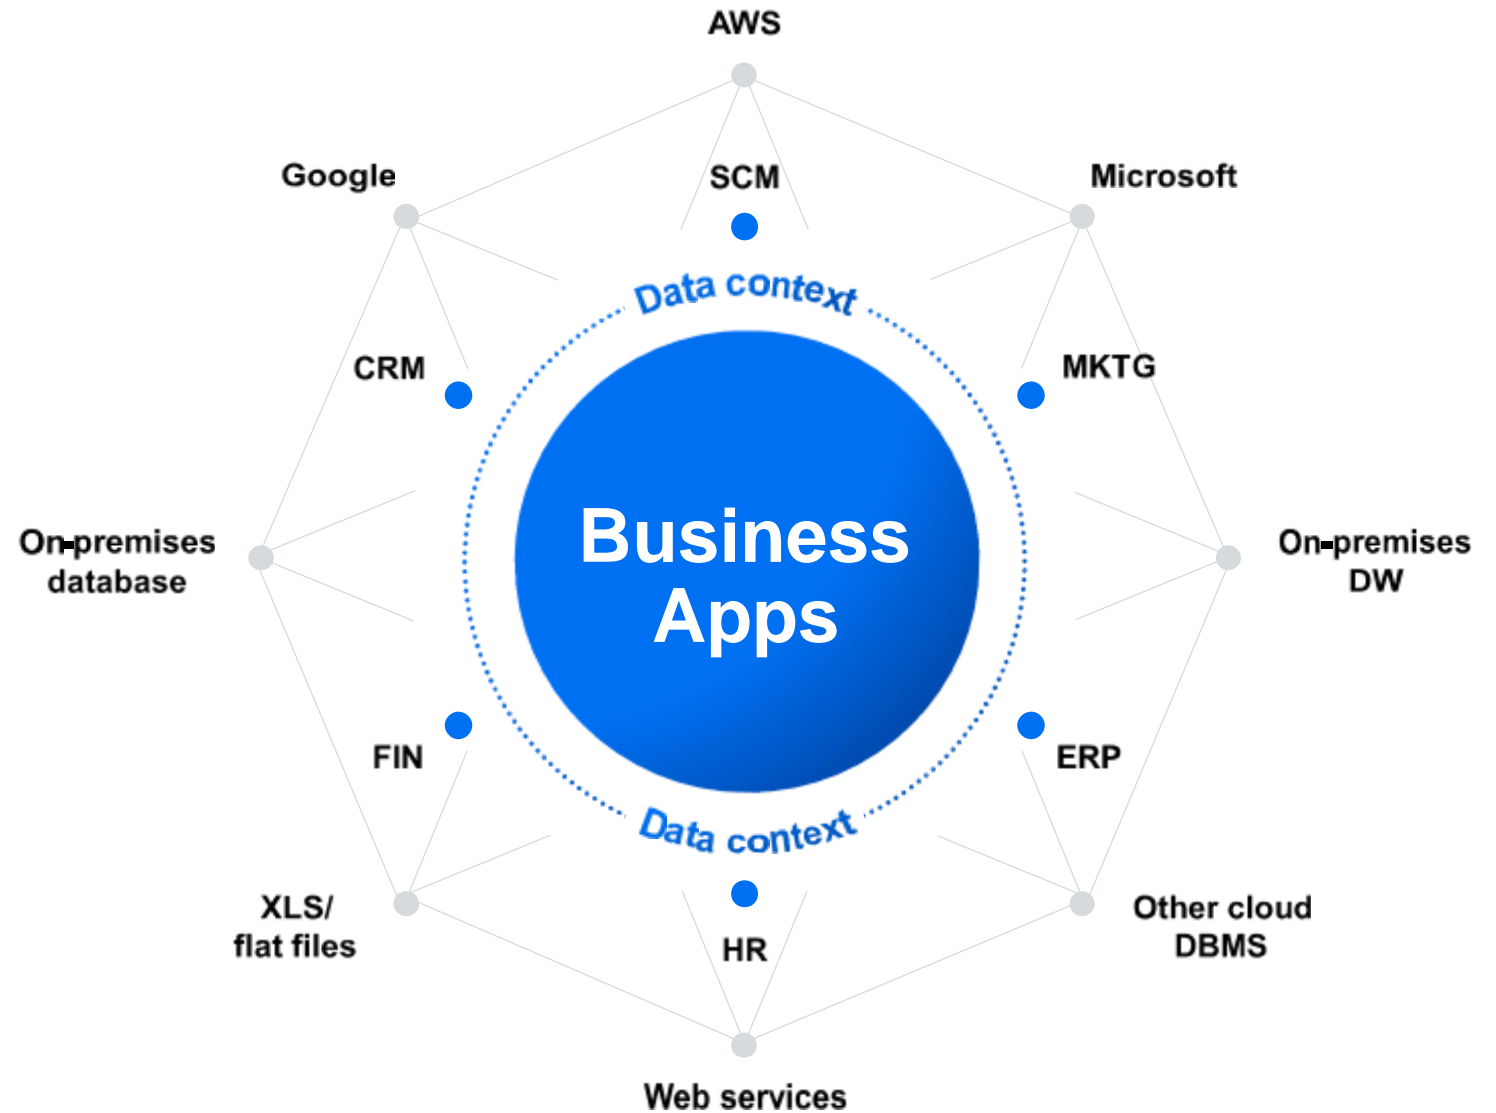 AWS
Google
SCM
Microsoft
Data context
CRM
MKTG
Business
Apps
On-premises
database
On-premises
DW
FIN
ERP
Data context
XLS/
flat files
HR
Other cloud
DBMS
Web services